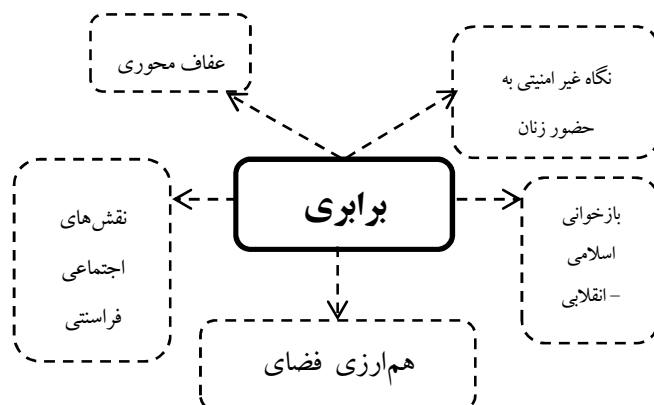 عفاف محوری
نگاه غیر امنیتی به
حضور زنان
برابری
نقش‌های
اجتماعی
فراسنتی
بازخوانی
اسلامی
– انقلابی
هم‌ارزی فضای